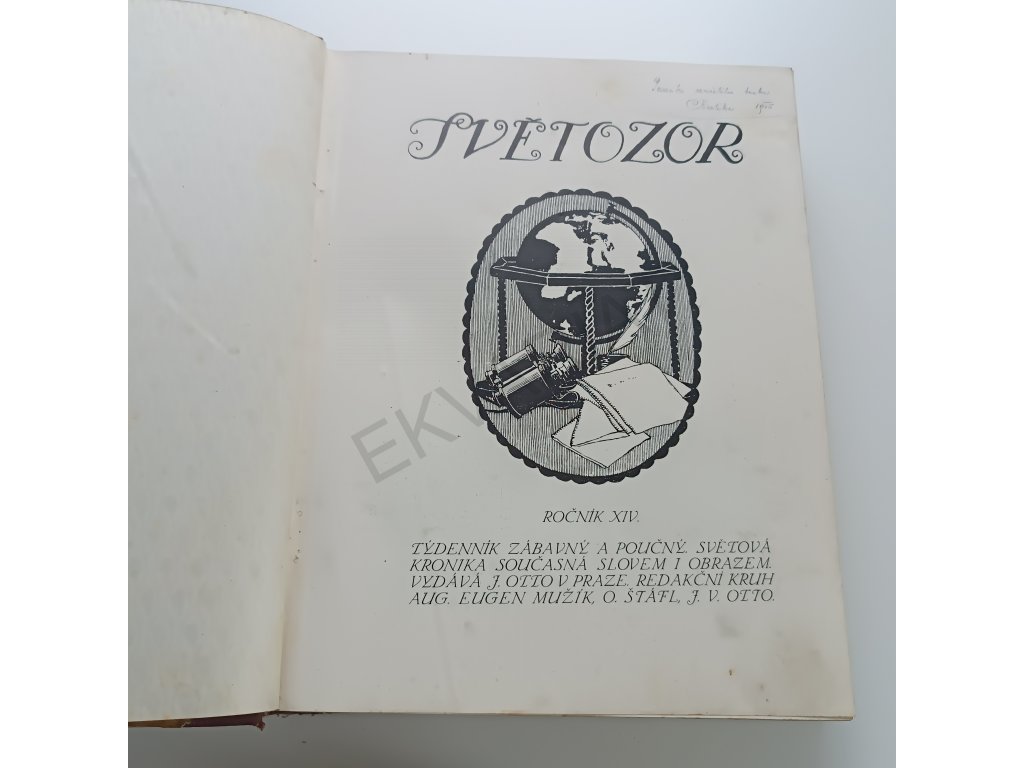 SVĚTOZOR
ROČNÍK XIV.
TÝDENNÍK ZÁBAVNÝ A POUČNÝ. SVĚTOVÁ
KRONIKA SOUČASNÁ SLOVEM I OBRAZEM.
VYDÁVÁ J. OTTO V PRAZE. REDAKČNÍ KRUH
AUG. EUGEN MUŽÍK, O. ŠTÁFL, J. V. OTTO.